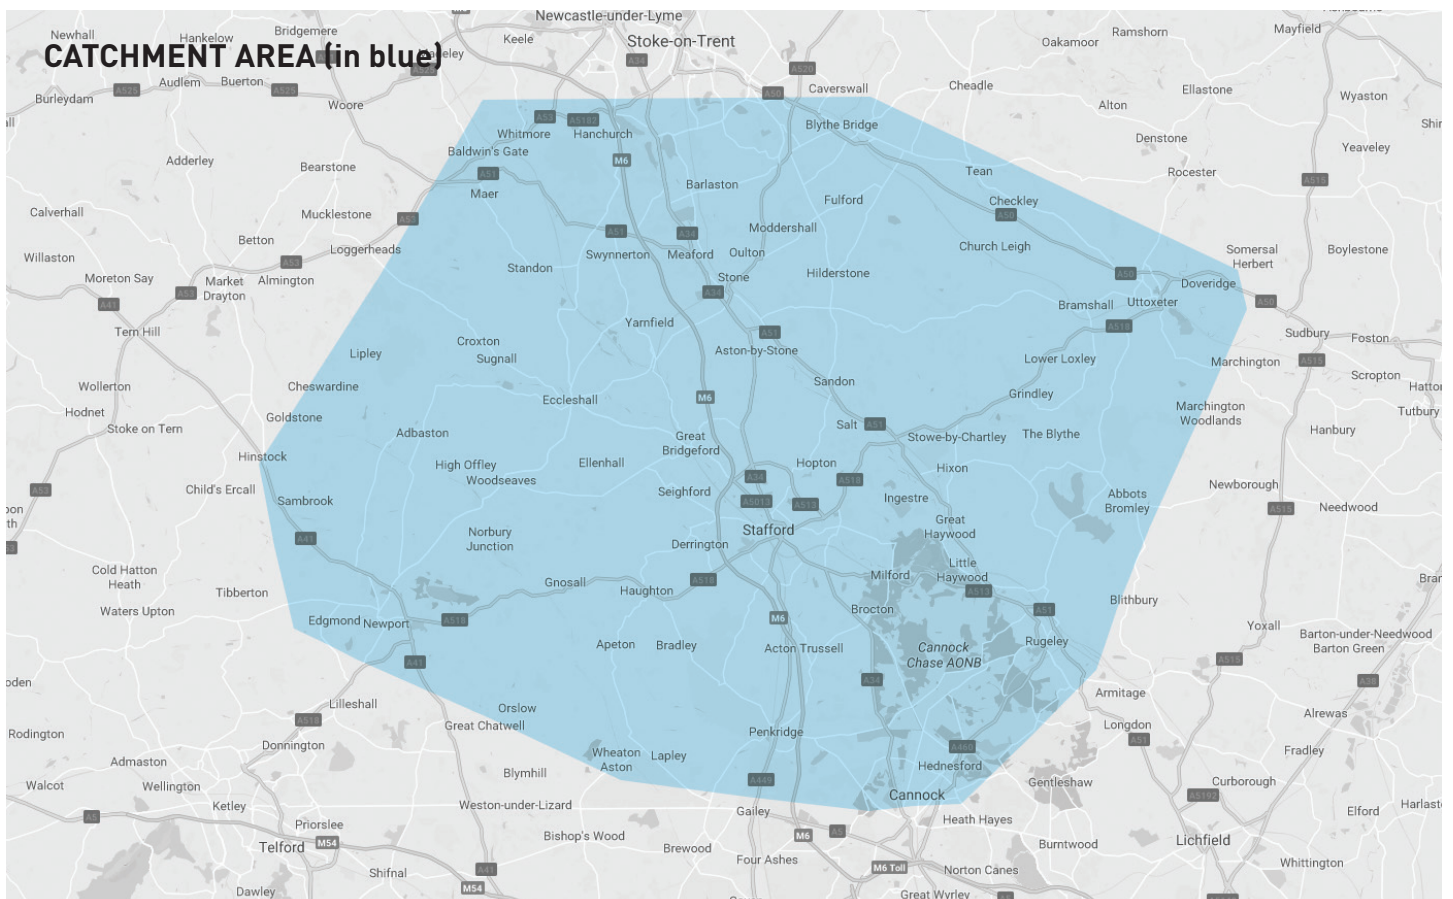 Newcastle-under-Lyme
Newhall
Hankelow
Bridgemere
Keele
Stoke-on-Trent
Oakamoor
Ramshorn
Mayfield
CATCHMENT AREA (in blue)
Madeley
A34
A520
A525
Audlem
Buerton
A525
A525
Burleydam
Woore
A50
Caverswall
Cheadle
Alton
Ellastone
Wyaston
A53
A5182
Whitmore
Hanchurch
Blythe Bridge
Denstone
Yeaveley
Baldwin's Gate
M6
Adderley
Bearstone
A51
Maer
Barlaston
Tean
Rocester
A515
Fulford
Checkley
Calverhall
Mucklestone
A53
A50
Betton
Loggerheads
A51
A34
Moddershall
Church Leigh
Somersal
Herbert
Boylestone
Willaston
Swynnerton
Meaford
Oulton
Moreton Say
Market
Drayton
Almington
A53
Standon
Stone
Hilderstone
A50
Doveridge
A41
A53
A34
Bramshall
Uttoxeter
A50
Tern Hill
Yarnfield
A51
A518
Sudbury
Foston
Lipley
Croxton
Sugnall
Aston-by-Stone
Lower Loxley
Marchington
A515
Wollerton
Cheswardine
Sandon
Grindley
Scropton
Hodnet
Goldstone
Eccleshall
M6
Marchington
Woodlands
Tutbury
Stoke on Tern
Adbaston
Great
Bridgeford
Salt
A51
Stowe-by-Chartley
The Blythe
Hanbury
Hinstock
High Offley
Woodseaves
Ellenhall
Hopton
Hixon
A53
Child's Ercall
Sambrook
Seighford
A34
A518
Ingestre
Abbots
Bromley
Newborough
A5013
A513
A515
Needwood
A41
Norbury
Junction
Stafford
Great
Haywood
Derrington
Cold Hatton
Heath
Gnosall
Haughton
A518
Milford
Little
Haywood
A513
Tibberton
Waters Upton
Edgmond
Newport
A518
M6
Brocton
A51
Blithbury
Yoxall
Barton-under-Needwood
Barton Green
Apeton
Bradley
Acton Trussell
Cannock
Chase AONB
Rugeley
A41
A34
A515
A38
Armitage
Lilleshall
Orslow
Great Chatwell
Longdon
Alrewas
A518
Rodington
Donnington
Penkridge
A51
Admaston
Wheaton
Aston
Lapley
A460
Fradley
Walcot
Wellington
Blymhill
A449
Hednesford
Gentleshaw
Curborough
Ketley
Weston-under-Lizard
Cannock
A5192
Elford
A5
Priorslee
Gailey
Heath Hayes
Telford
M54
Bishop's Wood
Brewood
M6
A5
Burntwood
Lichfield
Four Ashes
M6 Toll
Norton Canes
Whittington
Shifnal
A41
Dawley
M54
Great Wyrley